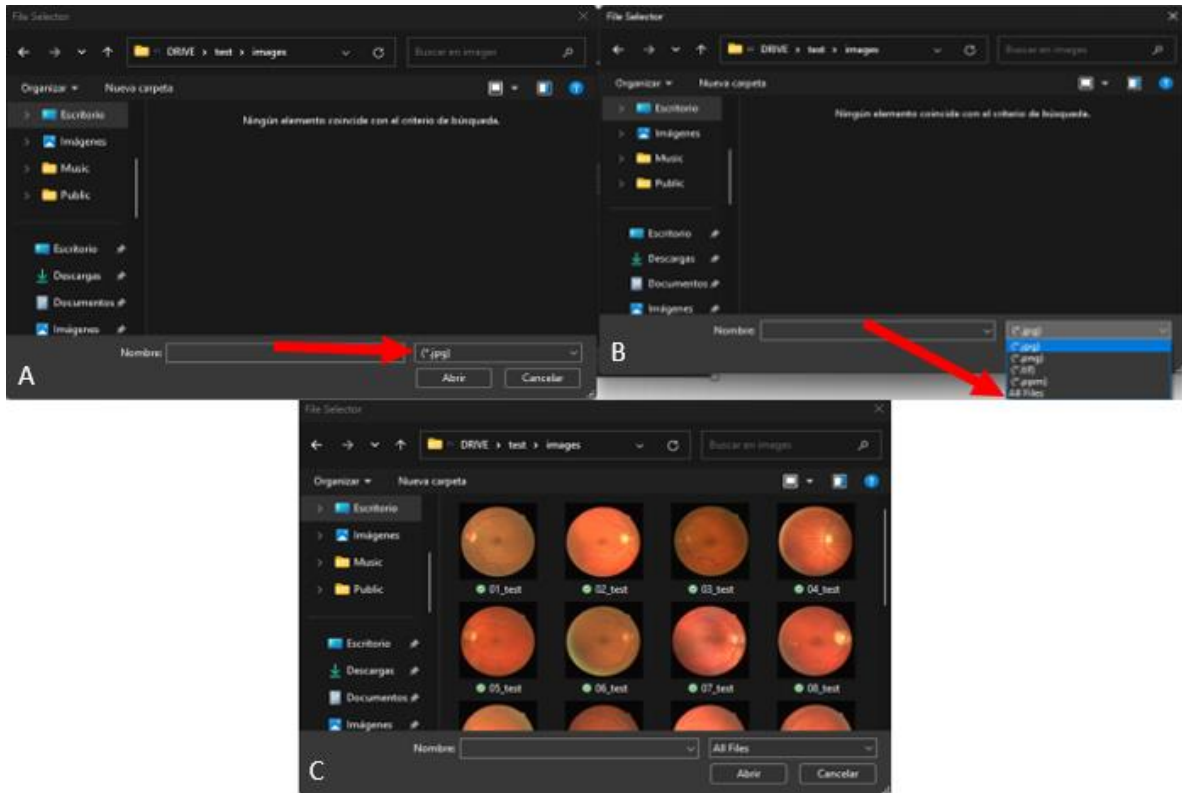 File Selector
DRIVE > test > images
Buscar en images
Organizar
Nueva carpeta
Escritorio
Ningún elemento coincide con el criterio de búsqueda.
Imágenes
Music
Public
Escritorio
Descargas
Documentos
Imágenes
Nombre:
(*.jpg)
Abrir
Cancelar
A
File Selector
DRIVE > test > images
Buscar en images
Organizar
Nueva carpeta
Escritorio
Ningún elemento coincide con el criterio de búsqueda.
Imágenes
Music
Public
Escritorio
Descargas
Documentos
Imágenes
Nombre:
(*.jpg)
(*.jpg)
(*.png)
(*.tif)
(*.ppm)
All Files
B
File Selector
DRIVE > test > images
Buscar en images
Organizar
Nueva carpeta
Escritorio
Imágenes
Music
Public
Escritorio
Descargas
Documentos
Imágenes
01_test 02_test 03_test 04_test
05_test 06_test 07_test 08_test
Nombre:
All Files
Abrir
Cancelar
C